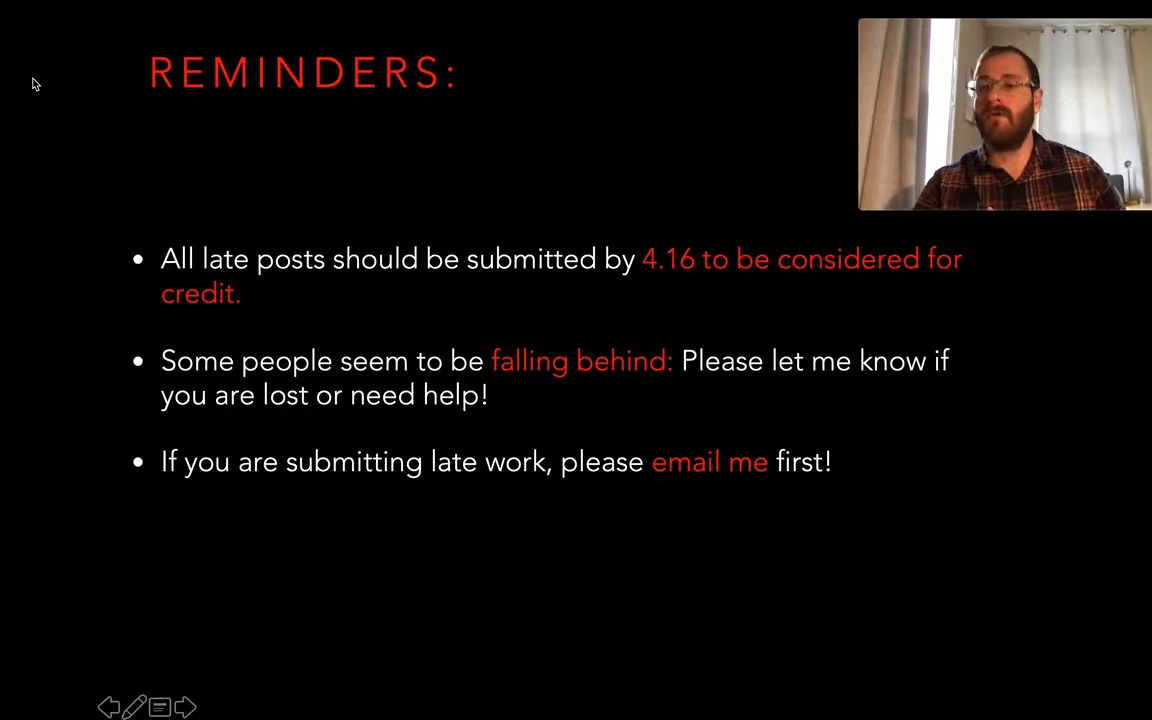 REMINDERS:
• All late posts should be submitted by 4.16 to be considered for
credit.
• Some people seem to be falling behind: Please let me know if
you are lost or need help!
• If you are submitting late work, please email me first!